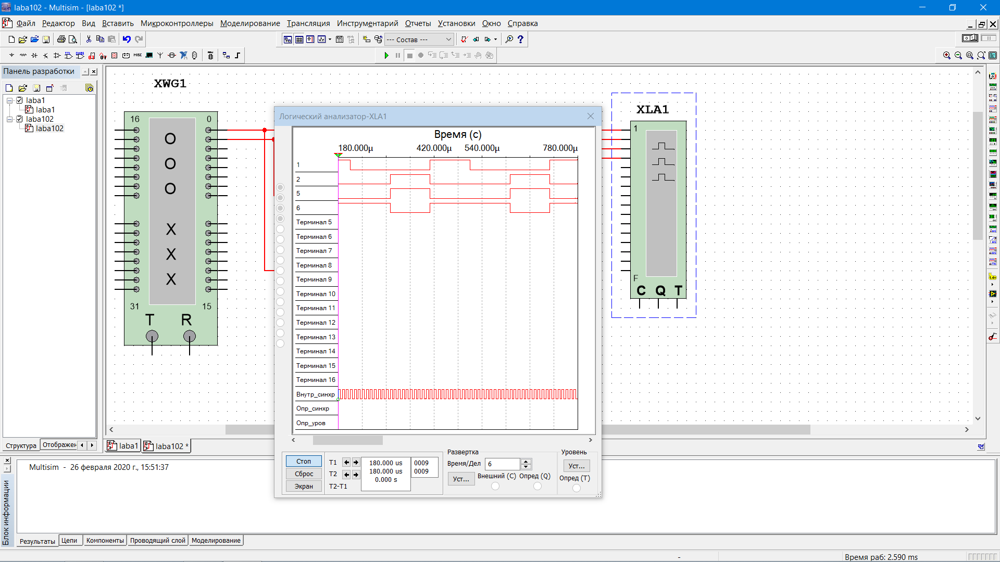 laba102 - Multisim - [laba102 *]
Файл Редактор Вид Вставить Микроконтроллеры Моделирование Трансляция Инструментарий Отчеты Установки Окно Справка
--- Состав ---
MISC
Панель разработки
laba1
laba1
laba102
laba102
Структура
Отображен
XWG1
16
0
O
O
O
X
X
X
31
15
T
R
Логический анализатор-XLA1
Время (с)
180.000µ 420.000µ 540.000µ 780.000µ
1
2
5
6
Терминал 5
Терминал 6
Терминал 7
Терминал 8
Терминал 9
Терминал 10
Терминал 11
Терминал 12
Терминал 13
Терминал 14
Терминал 15
Терминал 16
Внутр_синхр
Опр_синхр
Опр_уров
Стоп
Сброс
Экран
T1
T2
T2-T1
180.000 us 0009
180.000 us 0009
0.000 s
Развертка
Время/Дел 6
Уст...
Внешний (C) Опред (Q)
Уровень
Уст...
Опред (T)
XLA1
1
F
C Q T
laba1
laba102 *
Multisim - 26 февраля 2020 г., 15:51:37
Блок информации
Результаты Цепи Компоненты Проводящий слой Моделирование
-
Время раб: 2.590 ms